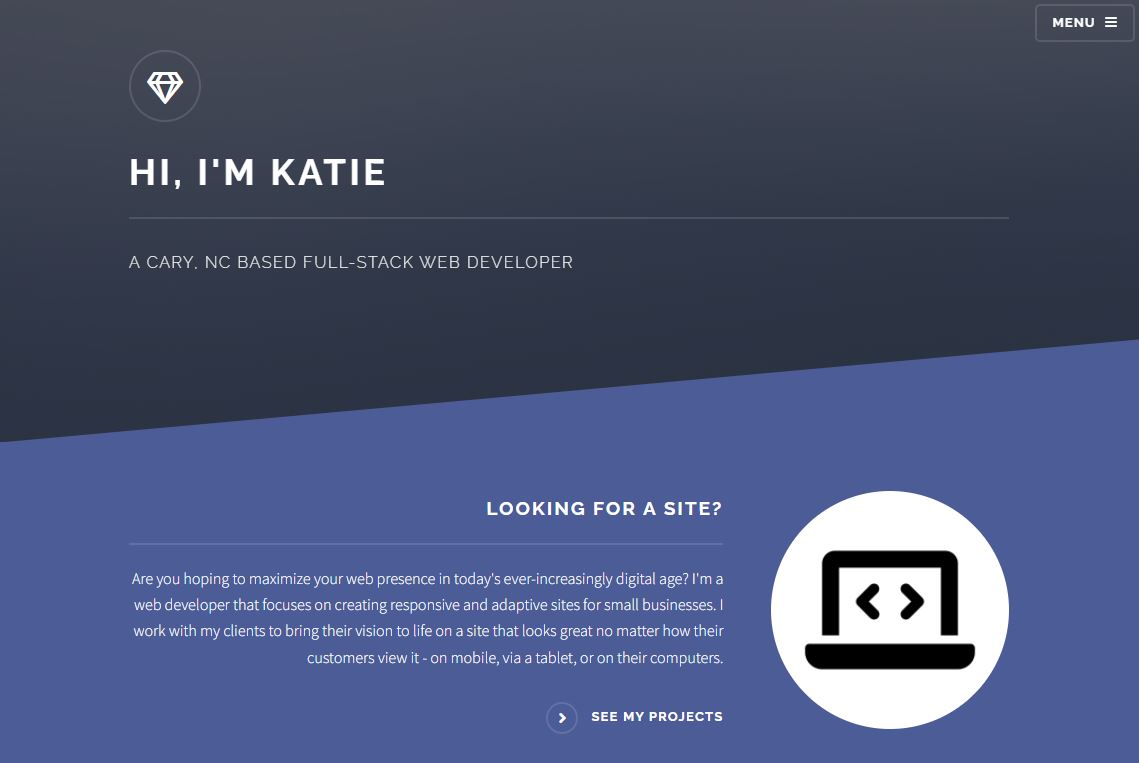 MENU
HI, I'M KATIE
A CARY, NC BASED FULL-STACK WEB DEVELOPER
LOOKING FOR A SITE?
Are you hoping to maximize your web presence in today's ever-increasingly digital age? I'm a
web developer that focuses on creating responsive and adaptive sites for small businesses. I
work with my clients to bring their vision to life on a site that looks great no matter how their
customers view it - on mobile, via a tablet, or on their computers.
SEE MY PROJECTS